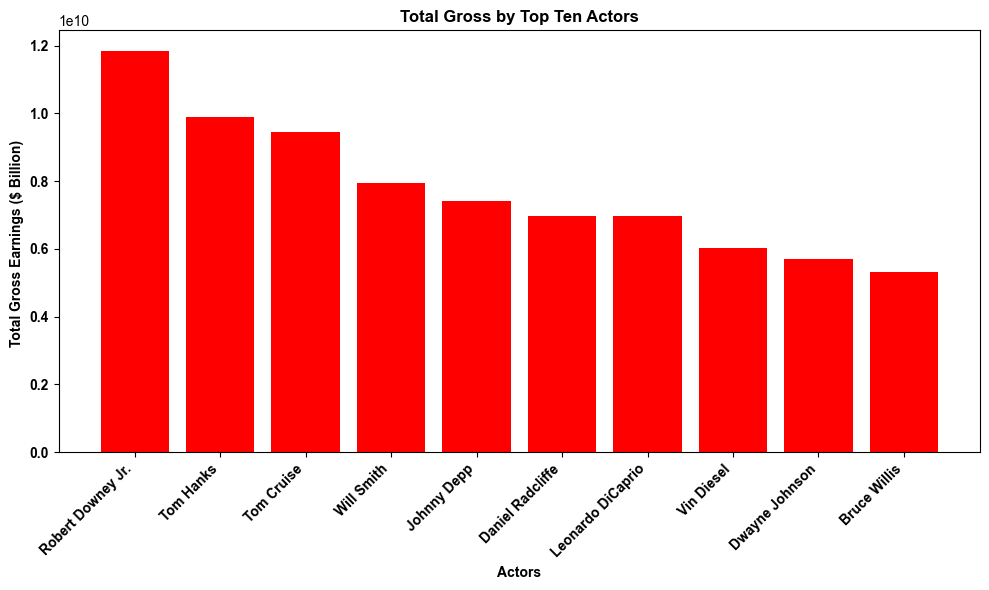 Total Gross by Top Ten Actors
1e10
1.2
1.0
0.8
0.6
0.4
0.2
0.0
Total Gross Earnings ($ Billion)
Robert Downey Jr.
Tom Hanks
Tom Cruise
Will Smith
Johnny Depp
Daniel Radcliffe
Leonardo DiCaprio
Vin Diesel
Dwayne Johnson
Bruce Willis
Actors